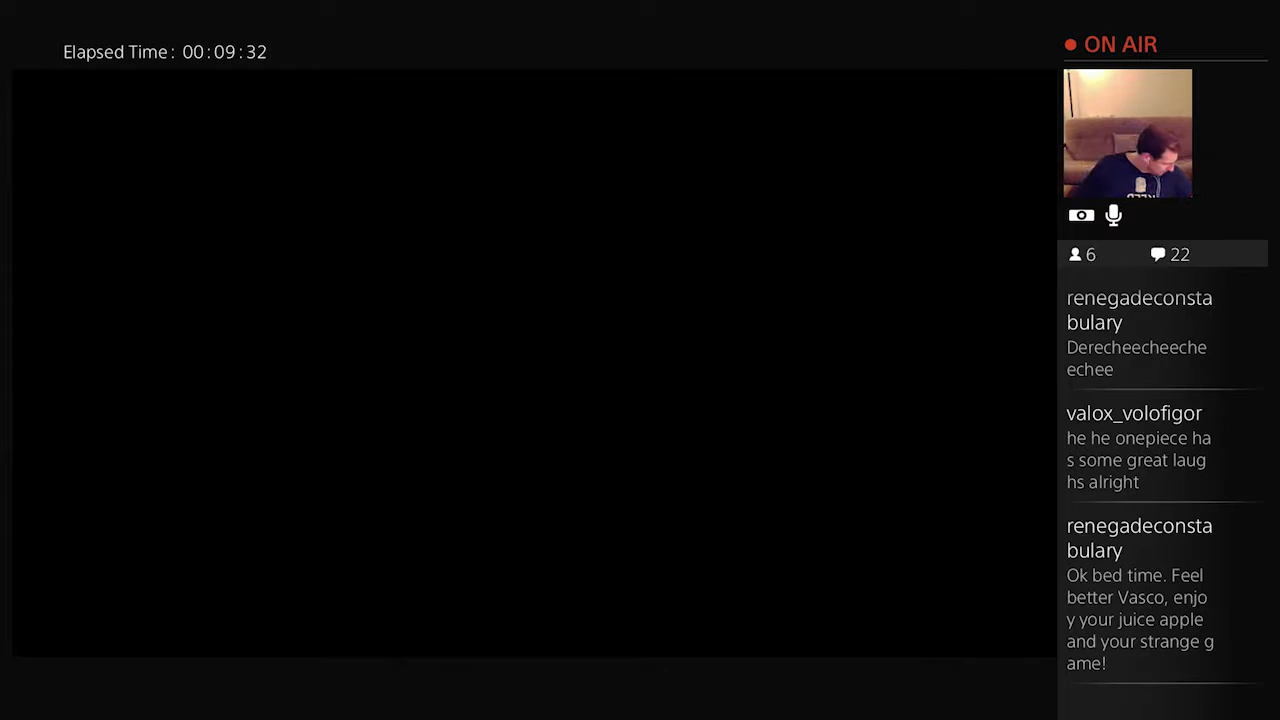 Elapsed Time: 00:09:32
ON AIR
6
22
renegadeconsta
bulary
Derecheecheeche
echee
valox_volofigor
he he onepiece ha
s some great laug
hs alright
renegadeconsta
bulary
Ok bed time. Feel
better Vasco, enjo
y your juice apple
and your strange g
ame!